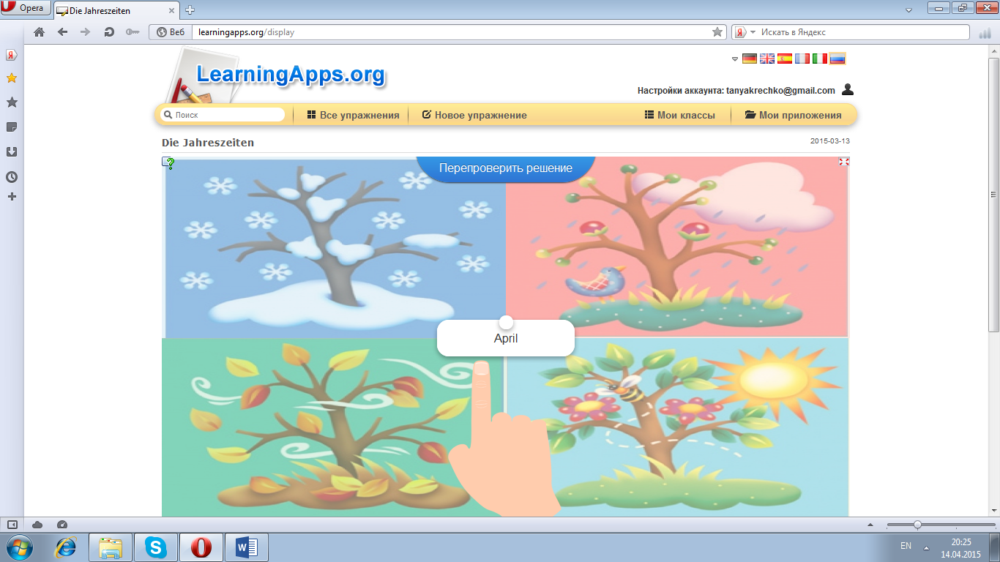 Opera
Die Jahreszeiten
Веб
learningapps.org/display
Я
Искать в Яндекс
Я
LearningApps.org
Настройки аккаунта: tanyakrechko@gmail.com
Поиск
Все упражнения
Новое упражнение
Мои классы
Мои приложения
Die Jahreszeiten
2015-03-13
?
Перепроверить решение
April
S
W
EN
20:25
14.04.2015